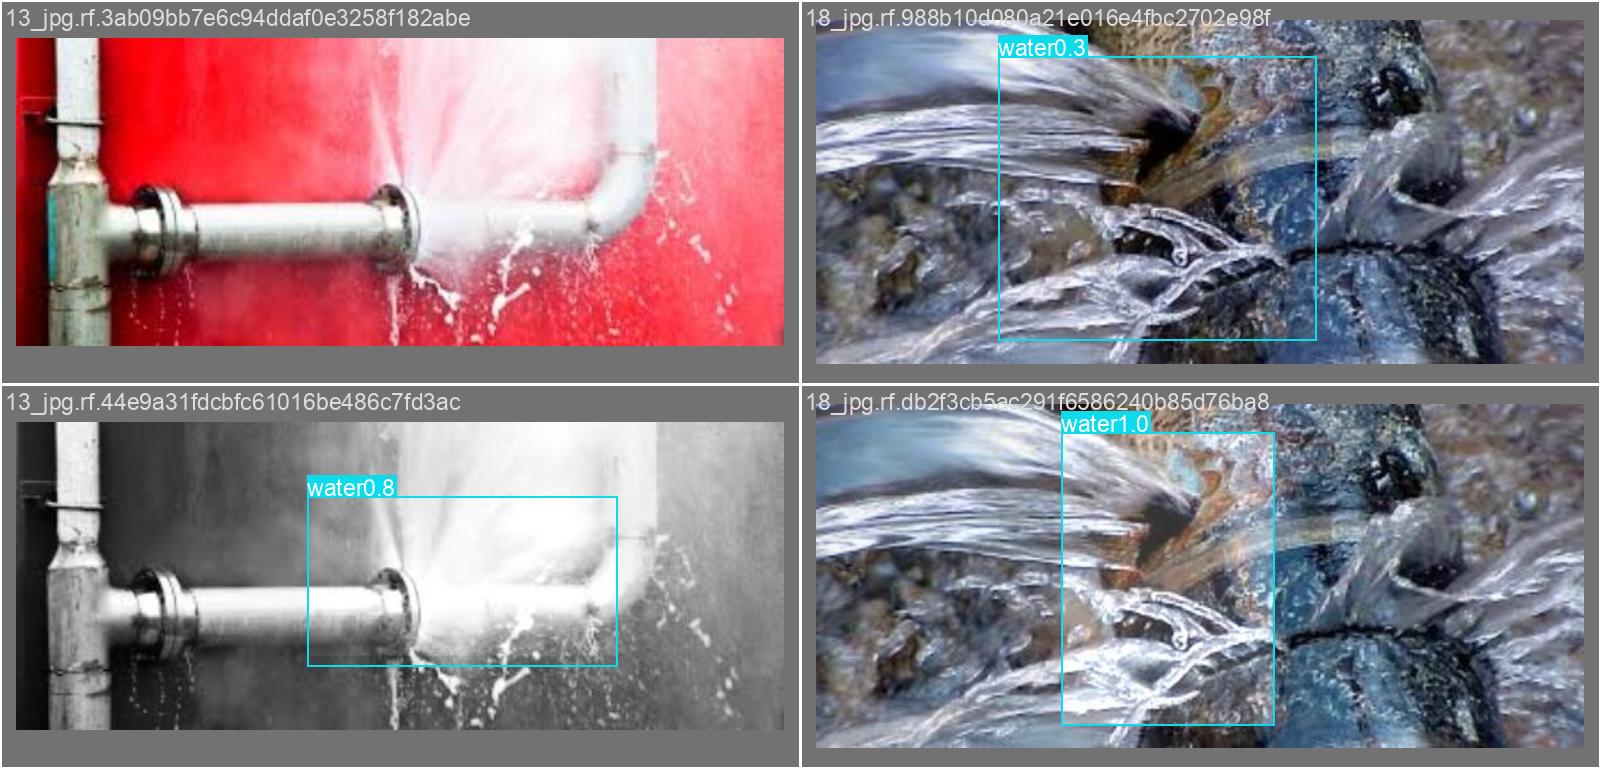 13_jpg.rf.3ab09bb7e6c94ddaf0e3258f182abe
18_jpg.rf.988b10d080a21e016e4fbc2702e98f
water0.3
13_jpg.rf.44e9a31fdcbfc61016be486c7fd3ac
water0.8
18_jpg.rf.db2f3cb5ac291f6586240b85d76ba8
water1.0